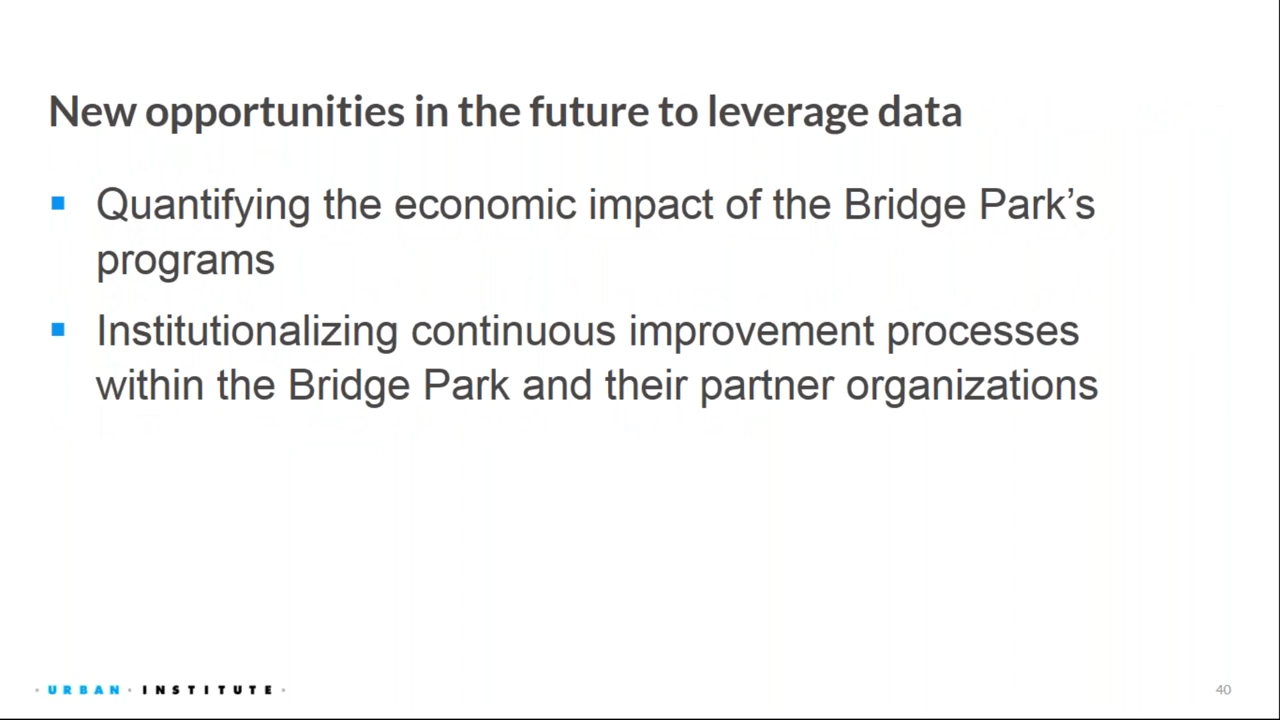 New opportunities in the future to leverage data
▪ Quantifying the economic impact of the Bridge Park’s
programs
▪ Institutionalizing continuous improvement processes
within the Bridge Park and their partner organizations
· URBAN · INSTITUTE ·
40